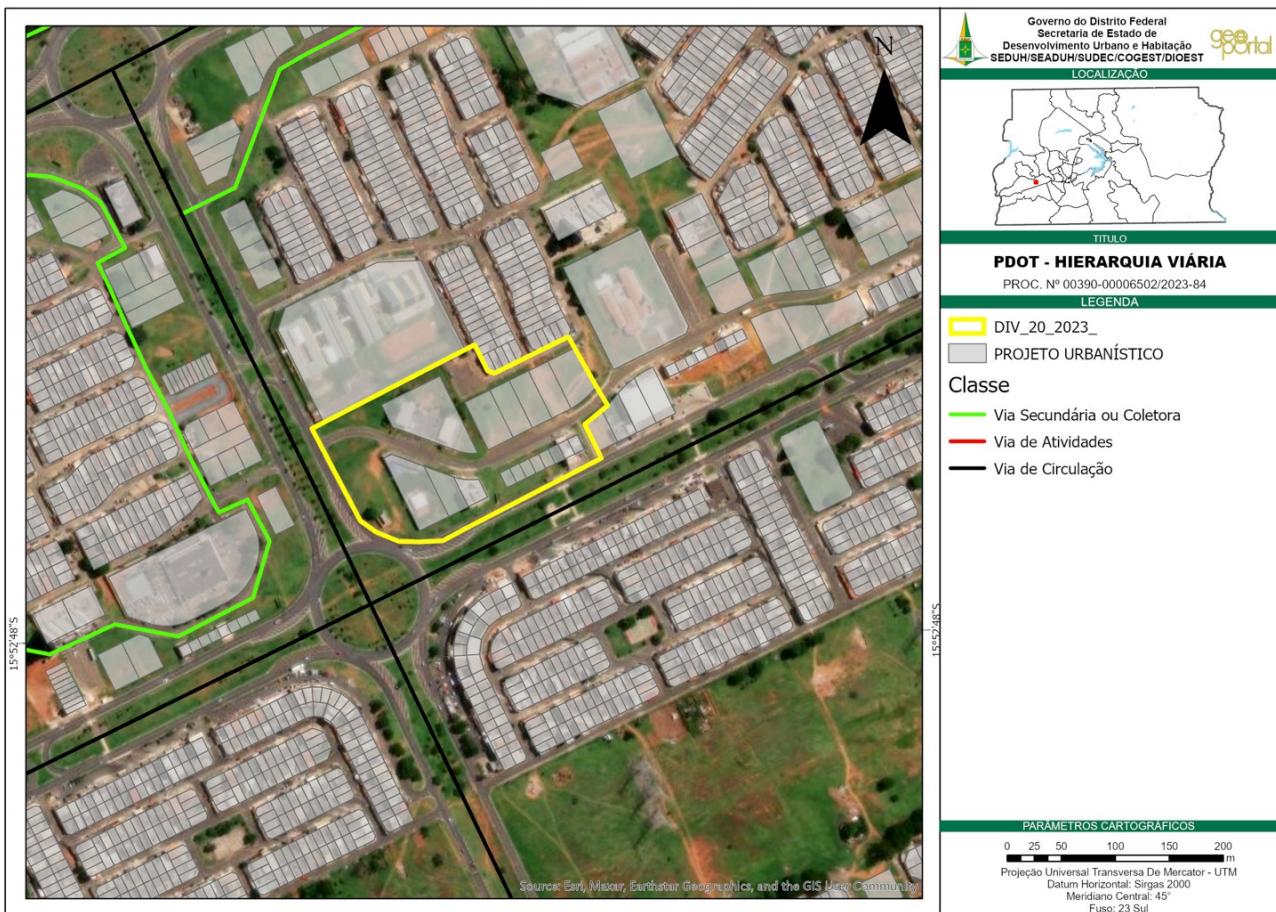 N
15°52'48"S
15°52'48"S
Source: Esri, Maxar, Earthstar Geographics, and the GIS User Community
Governo do Distrito Federal
Secretaria de Estado de
Desenvolvimento Urbano e Habitação
SEDUH/SEADUH/SUDEC/COGEST/DIOEST
geoportal
LOCALIZAÇÃO
TITULO
PDOT - HIERARQUIA VIÁRIA
PROC. Nº 00390-00006502/2023-84
LEGENDA
DIV_20_2023_
PROJETO URBANÍSTICO
Classe
Via Secundária ou Coletora
Via de Atividades
Via de Circulação
PARÂMETROS CARTOGRÁFICOS
0 25 50 100 150 200
m
Projeção Universal Transversa De Mercator - UTM
Datum Horizontal: Sirgas 2000
Meridiano Central: 45°
Fuso: 23 Sul